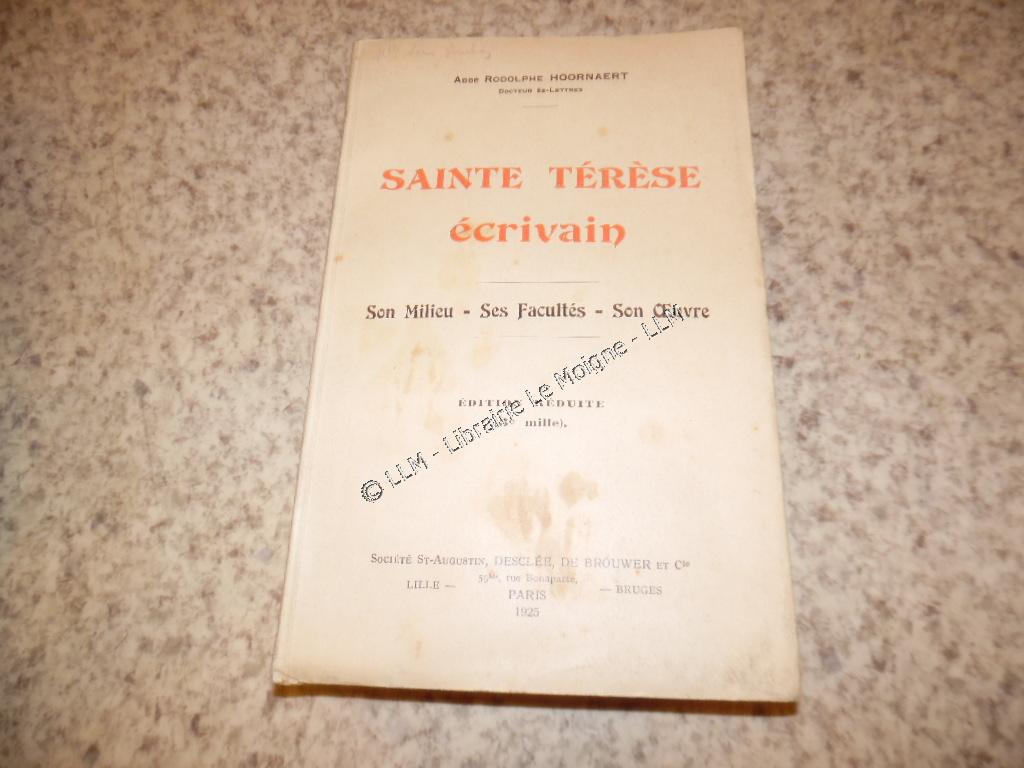 Abbé Rodolphe HOORNAERT
Docteur ès-Lettres
SAINTE TÉRÈSE
écrivain
Son Milieu - Ses Facultés - Son Œuvre
ÉDITION RÉDUITE
mille).
© LLM - Librairie Le Moigne - LLM
Société St-Augustin, DESCLÉE, DE BROUWER et Cie
LILLE — 59bis, rue Bonaparte, — BRUGES
PARIS
1925